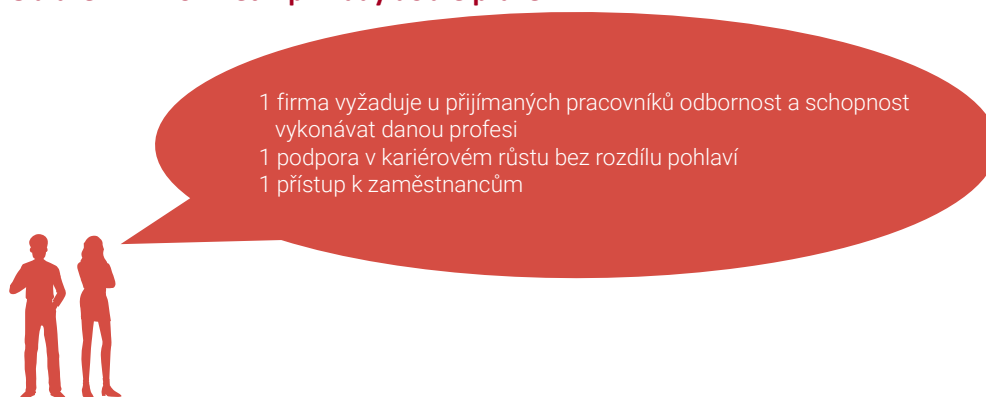 1 firma vyžaduje u přijímaných pracovníků odbornost a schopnost
vykonávat danou profesi
1 podpora v kariérovém růstu bez rozdílu pohlaví
1 přístup k zaměstnancům